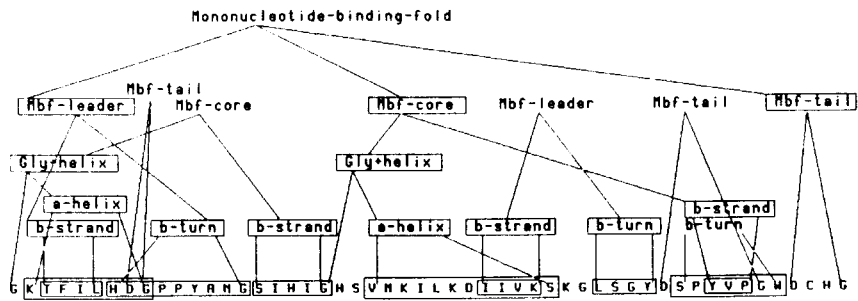 Mononucleotide-binding-fold
Mbf-tail
Mbf-leader Mbf-core Mbf-core Mbf-leader Mbf-tail Mbf-tail
Gly+helix Gly+helix
a-helix b-strand
b-strand b-turn b-strand a-helix b-strand b-turn b-turn
G K T F I L H D G P P Y A N G S I H I G H S V M K I L K D I I V K S K G L S G Y D S P Y V P G W D C H G